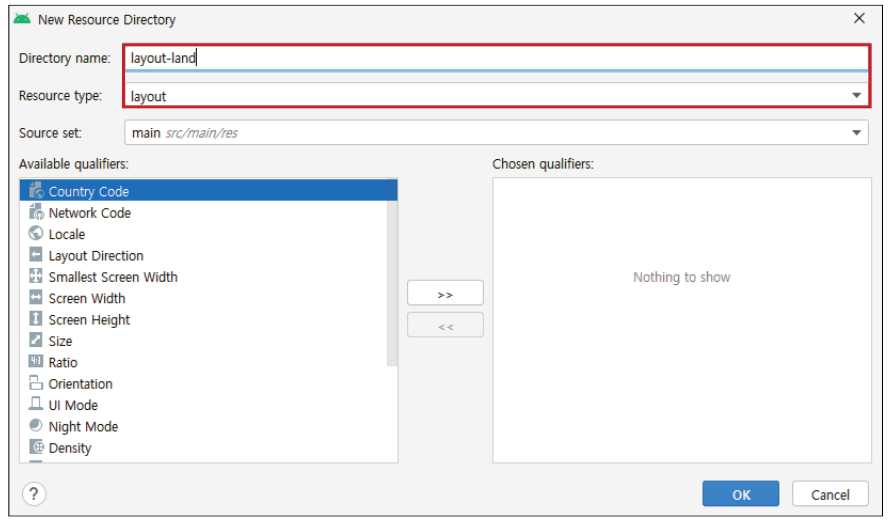 New Resource Directory
Directory name: layout-land
Resource type: layout
Source set: main src/main/res
Available qualifiers:
Country Code
Network Code
Locale
Layout Direction
Smallest Screen Width
Screen Width
Screen Height
Size
Ratio
Orientation
UI Mode
Night Mode
Density
>>
<<
Chosen qualifiers:
Nothing to show
?
OK
Cancel